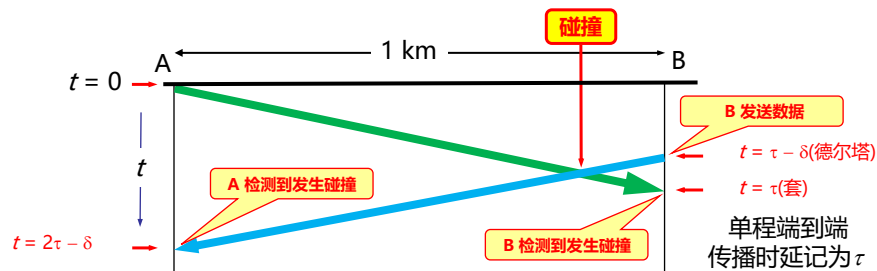 碰撞
A
1 km
B
t = 0
B 发送数据
t = τ − δ(德尔塔)
t
A 检测到发生碰撞
t = τ(套)
B 检测到发生碰撞
单程端到端
传播时延记为τ
t = 2τ − δ